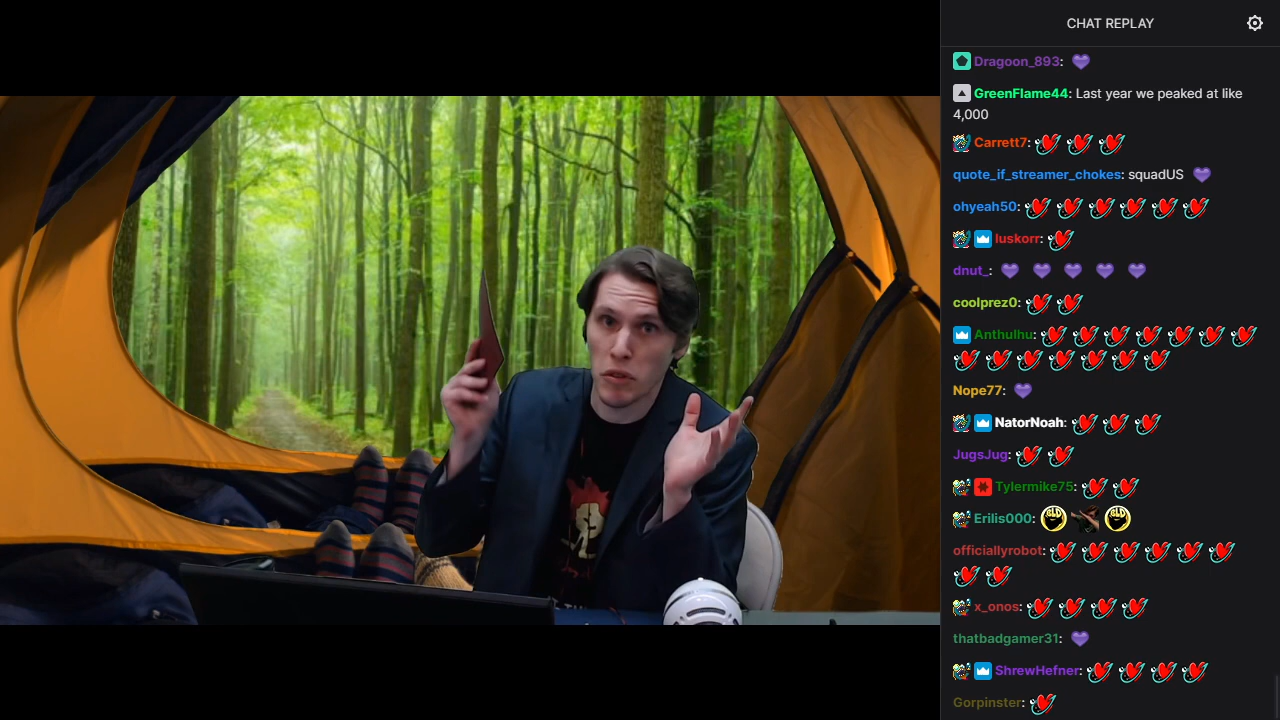 CHAT REPLAY
Dragoon_893:
GreenFlame44: Last year we peaked at like
4,000
Carrett7:
quote_if_streamer_chokes: squadUS
ohyeah50:
luskorr:
dnut_:
coolprez0:
Anthulhu:
Nope77:
NatorNoah:
JugsJug:
Tylermike75:
Erilis000:
officiallyrobot:
x_onos:
thatbadgamer31:
ShrewHefner:
Gorpinster: